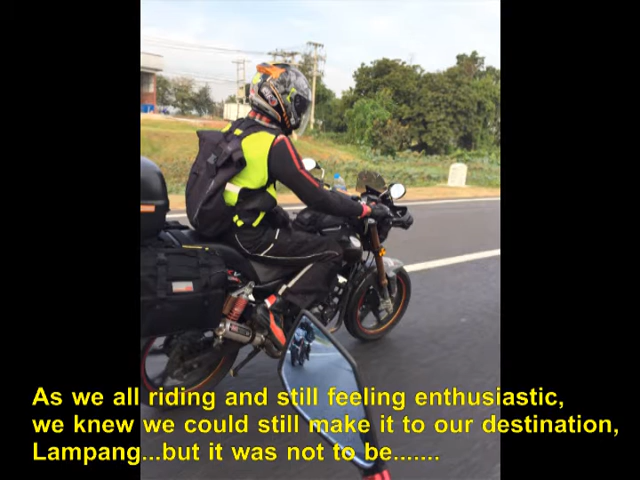 As we all riding and still feeling enthusiastic,
we knew we could still make it to our destination,
Lampang...but it was not to be.......